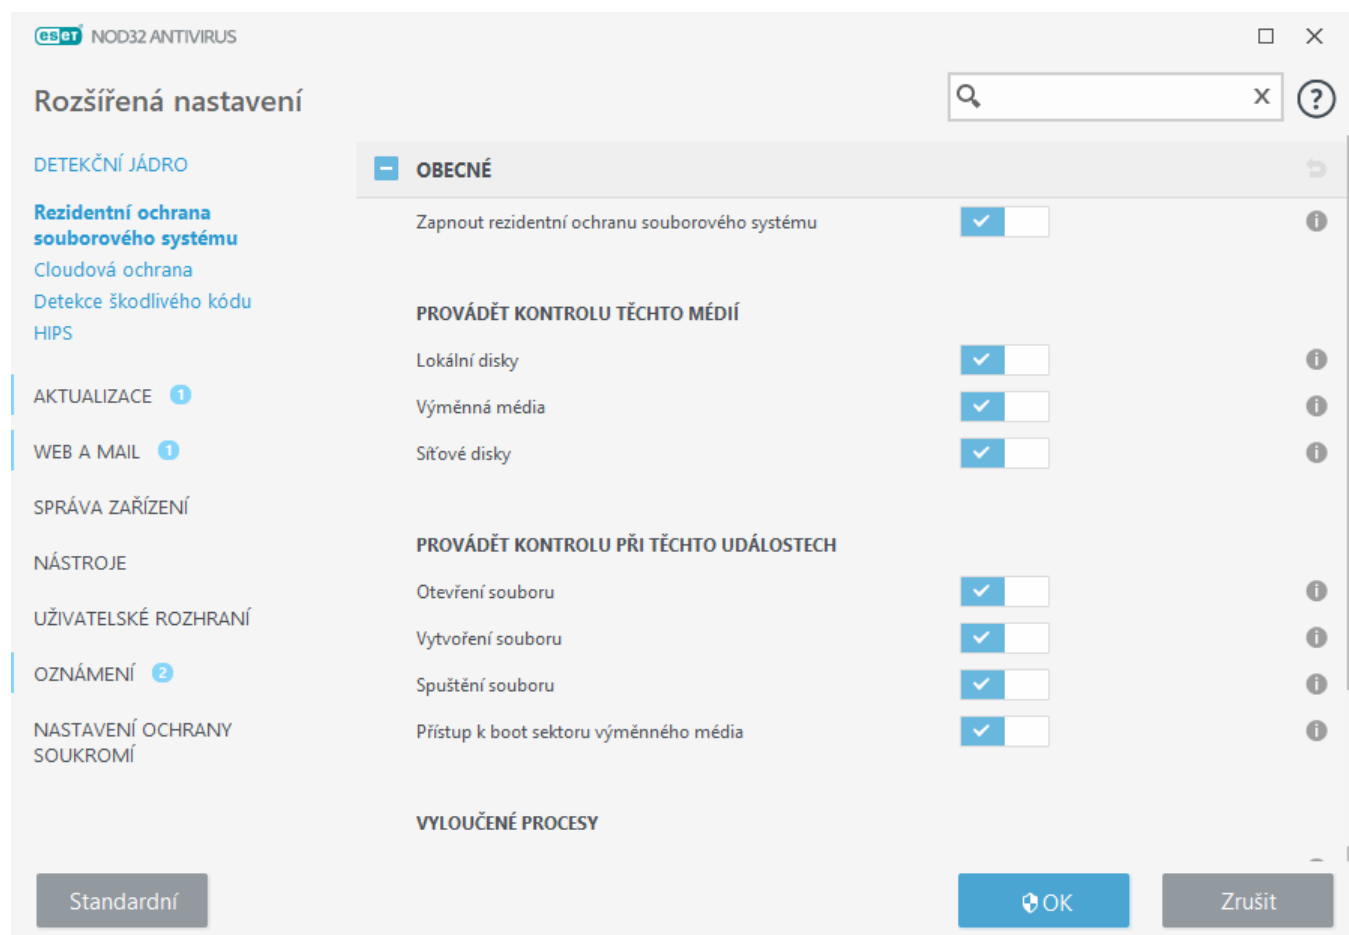 eset NOD32 ANTIVIRUS
Rozšířená nastavení
x
?
DETEKČNÍ JÁDRO
Rezidentní ochrana
souborového systému
Cloudová ochrana
Detekce škodlivého kódu
HIPS
AKTUALIZACE 1
WEB A MAIL 1
SPRÁVA ZAŘÍZENÍ
NÁSTROJE
UŽIVATELSKÉ ROZHRANÍ
OZNÁMENÍ 2
NASTAVENÍ OCHRANY
SOUKROMÍ
OBECNÉ
Zapnout rezidentní ochranu souborového systému
PROVÁDĚT KONTROLU TĚCHTO MÉDIÍ
Lokální disky
Výměnná média
Síťové disky
PROVÁDĚT KONTROLU PŘI TĚCHTO UDÁLOSTECH
Otevření souboru
Vytvoření souboru
Spuštění souboru
Přístup k boot sektoru výměnného média
VYLOUČENÉ PROCESY
Standardní
OK
Zrušit